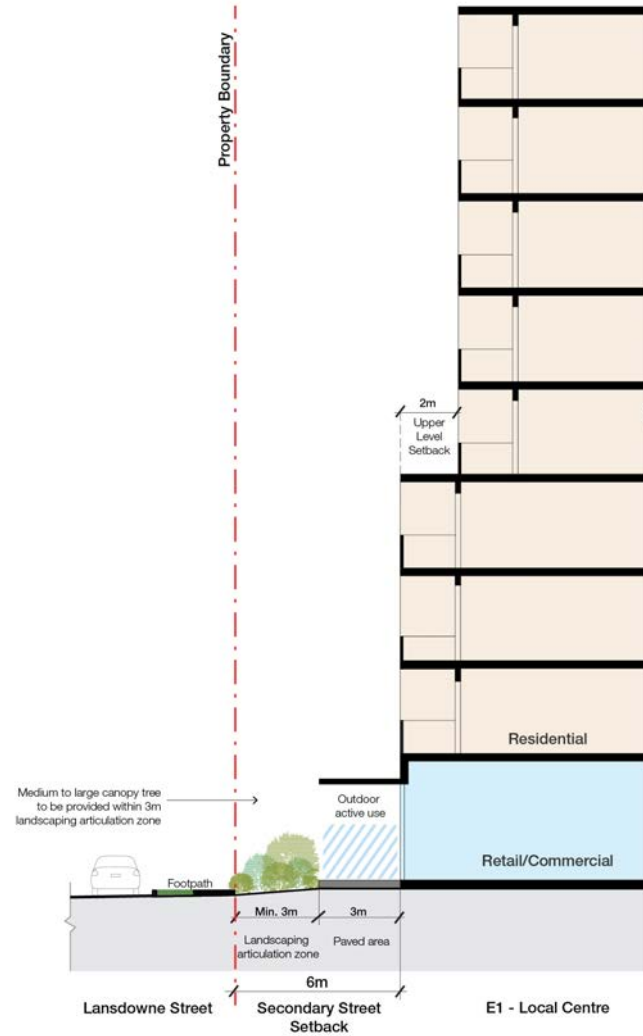 Property Boundary
2m
Upper
Level
Setback
Residential
Medium to large canopy tree
to be provided within 3m
landscaping articulation zone
Outdoor
active use
Retail/Commercial
Footpath
Min. 3m
3m
Landscaping
articulation zone
Paved area
6m
Lansdowne Street
Secondary Street
Setback
E1 - Local Centre